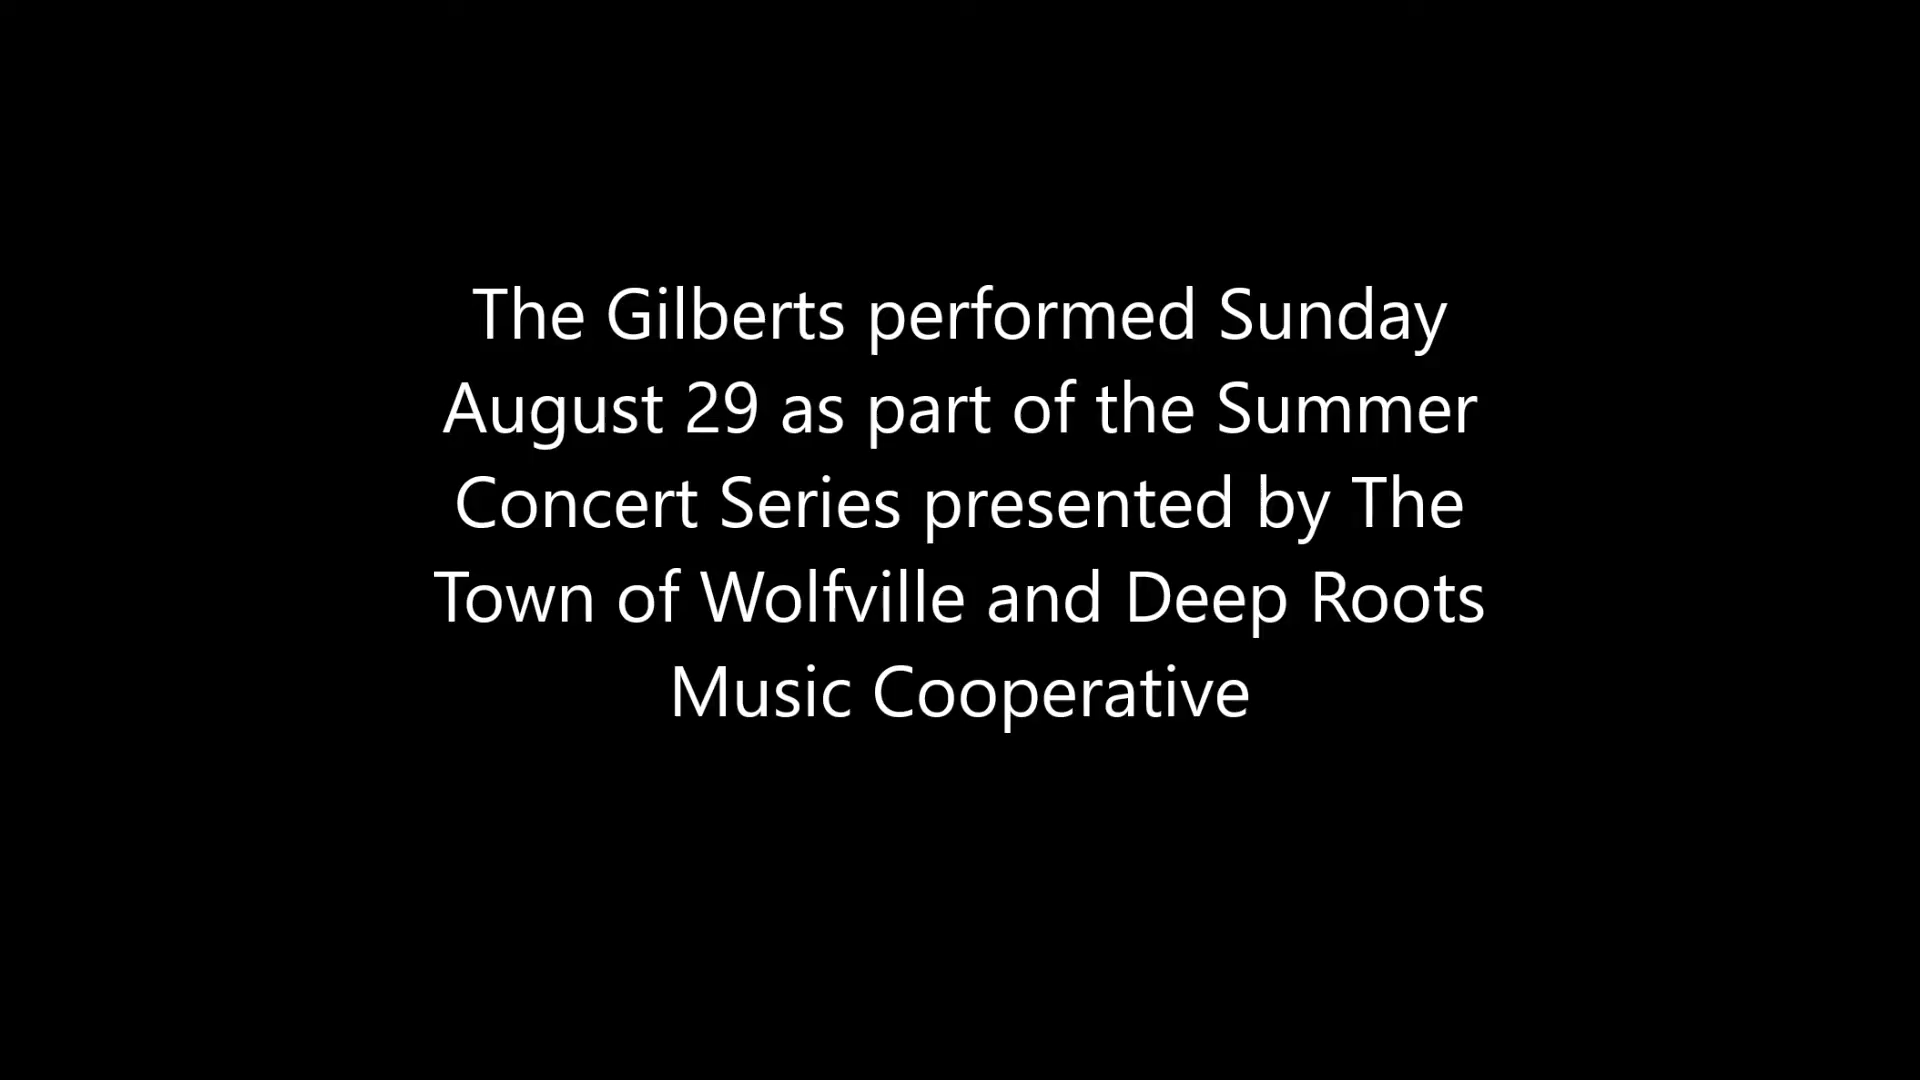 The Gilberts performed Sunday
August 29 as part of the Summer
Concert Series presented by The
Town of Wolfville and Deep Roots
Music Cooperative